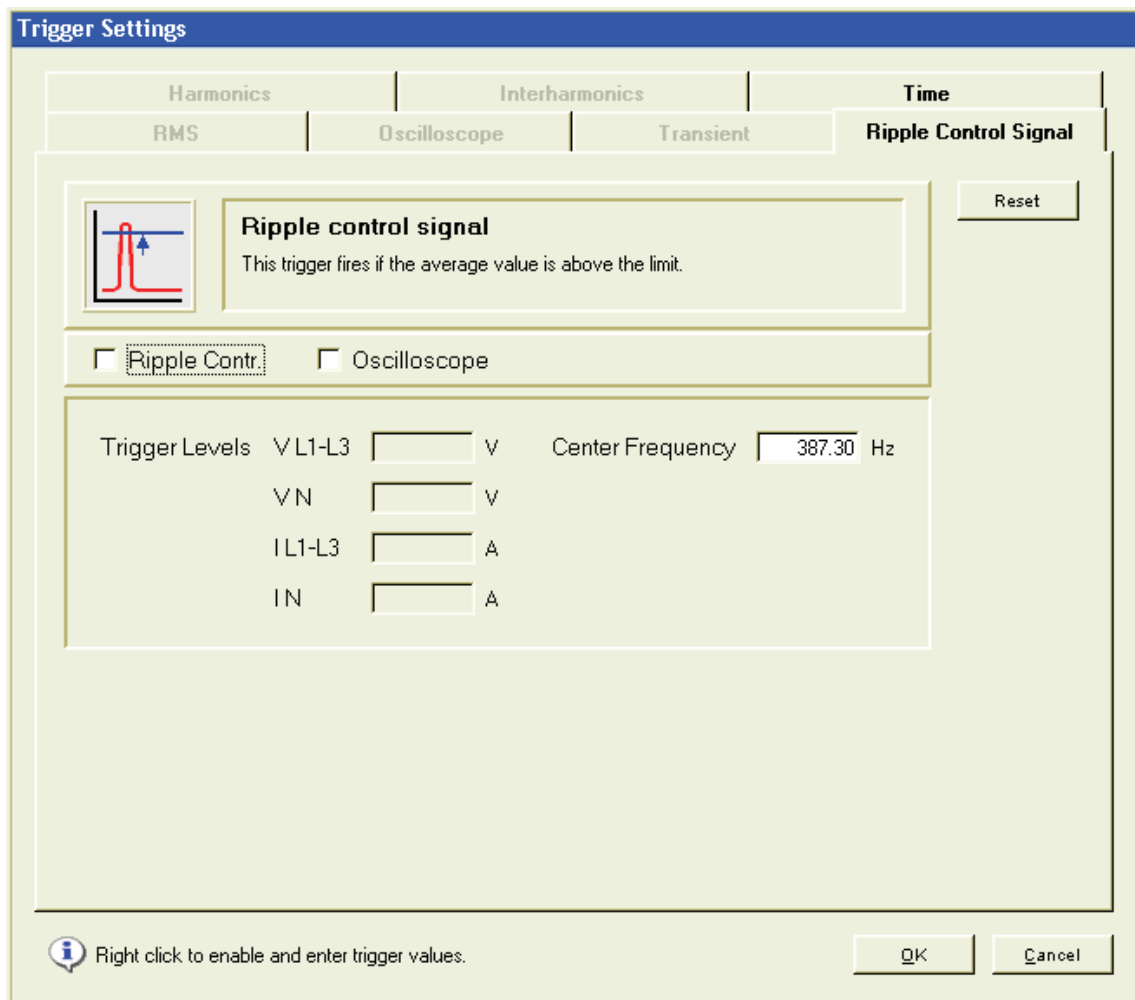 Trigger Settings
Harmonics Interharmonics Time
RMS Oscilloscope Transient Ripple Control Signal
Reset
Ripple control signal
This trigger fires if the average value is above the limit.
Ripple Contr. Oscilloscope
Trigger Levels V L1-L3 V Center Frequency 387.30 Hz
V N V
I L1-L3 A
I N A
Right click to enable and enter trigger values.
OK Cancel